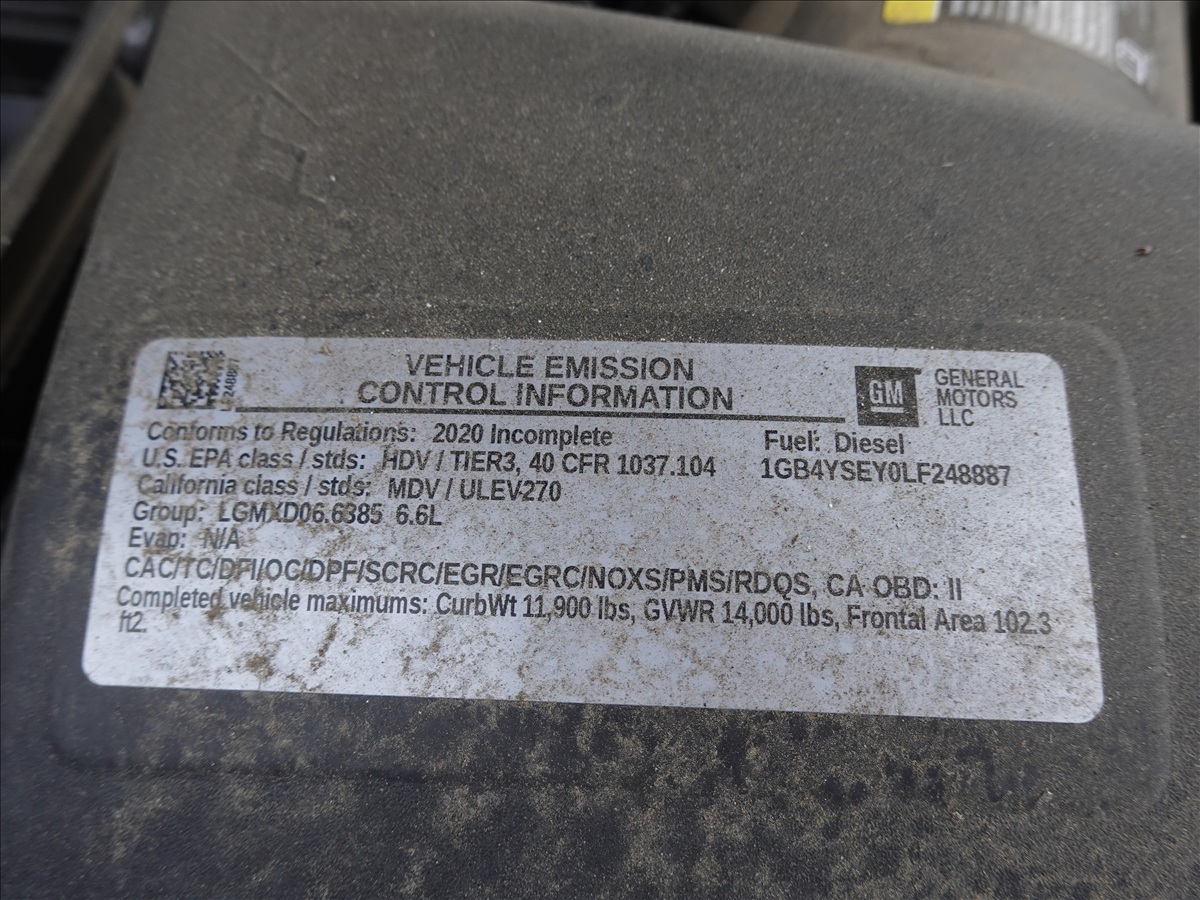 VEHICLE EMISSION
CONTROL INFORMATION
GM GENERAL MOTORS LLC
Conforms to Regulations: 2020 Incomplete
Fuel: Diesel
U.S. EPA class / stds: HDV / TIER3, 40 CFR 1037.104
1GB4YSEY0LF248887
California class / stds: MDV / ULEV270
Group: LGMXD06.6385 6.6L
Evap: N/A
CAC/TC/DFI/OC/DPF/SCRC/EGR/EGRC/NOXS/PMS/RDQS, CA OBD: II
Completed vehicle maximums: CurbWt 11,900 lbs, GVWR 14,000 lbs, Frontal Area 102.3
ft2.